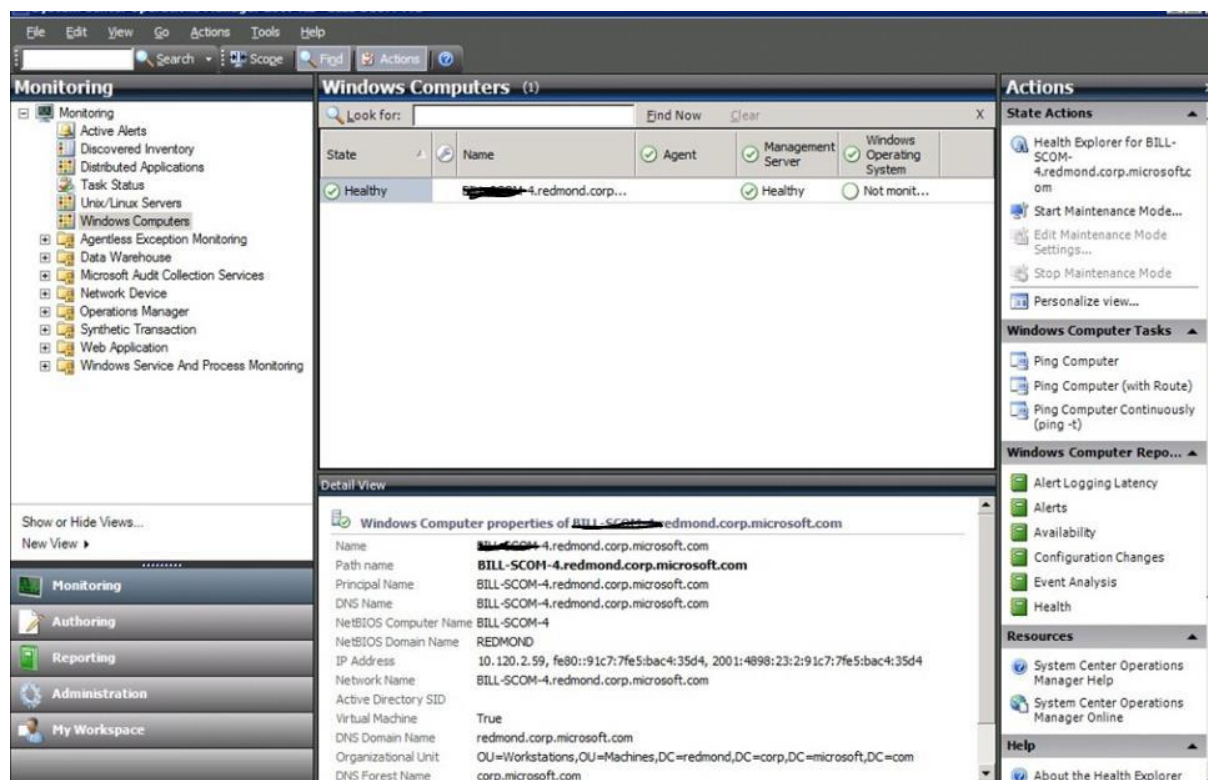 File Edit View Go Actions Tools Help
Search Scope Find Actions
Monitoring
Monitoring
Active Alerts
Discovered Inventory
Distributed Applications
Task Status
Unix/Linux Servers
Windows Computers
Agentless Exception Monitoring
Data Warehouse
Microsoft Audit Collection Services
Network Device
Operations Manager
Synthetic Transaction
Web Application
Windows Service And Process Monitoring
Show or Hide Views...
New View
Monitoring
Authoring
Reporting
Administration
My Workspace
Windows Computers (1)
Look for: Find Now Clear X
State Name Agent Management Server Windows Operating System
Healthy 4.redmond.corp... Healthy Not monit...
Detail View
Windows Computer properties of BILL-SCOM edmond.corp.microsoft.com
Name 4.redmond.corp.microsoft.com
Path name BILL-SCOM-4.redmond.corp.microsoft.com
Principal Name BILL-SCOM-4.redmond.corp.microsoft.com
DNS Name BILL-SCOM-4.redmond.corp.microsoft.com
NetBIOS Computer Name BILL-SCOM-4
NetBIOS Domain Name REDMOND
IP Address 10.120.2.59, fe80::91c7:7fe5:bac4:35d4, 2001:4898:23:2:91c7:7fe5:bac4:35d4
Network Name BILL-SCOM-4.redmond.corp.microsoft.com
Active Directory SID
Virtual Machine True
DNS Domain Name redmond.corp.microsoft.com
Organizational Unit OU=Workstations,OU=Machines,DC=redmond,DC=corp,DC=microsoft,DC=com
DNS Forest Name corp.microsoft.com
Actions
State Actions
Health Explorer for BILL-
SCOM-
4.redmond.corp.microsoft.c
om
Start Maintenance Mode...
Edit Maintenance Mode
Settings...
Stop Maintenance Mode
Personalize view...
Windows Computer Tasks
Ping Computer
Ping Computer (with Route)
Ping Computer Continuously
(ping -t)
Windows Computer Repo...
Alert Logging Latency
Alerts
Availability
Configuration Changes
Event Analysis
Health
Resources
System Center Operations
Manager Help
System Center Operations
Manager Online
Help
About the Health Explorer